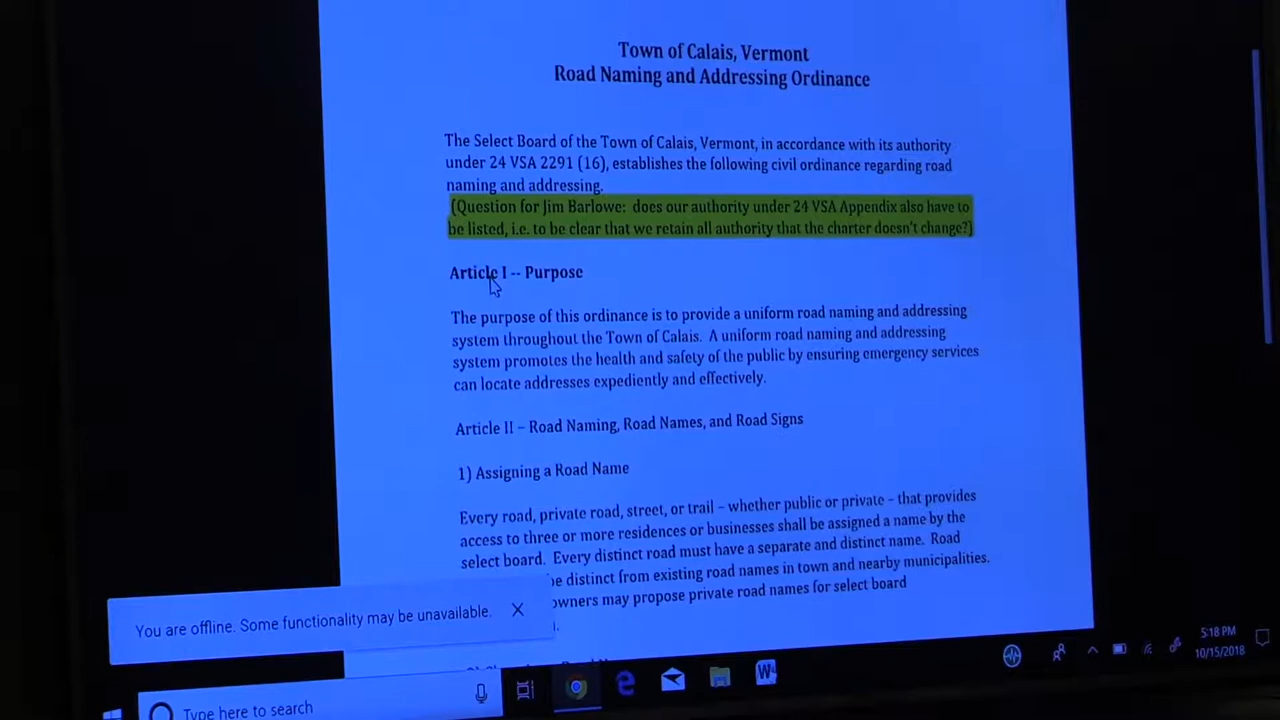 Town of Calais, Vermont
Road Naming and Addressing Ordinance
The Select Board of the Town of Calais, Vermont, in accordance with its authority
under 24 VSA 2291 (16), establishes the following civil ordinance regarding road
naming and addressing.
(Question for Jim Barlowe: does our authority under 24 VSA Appendix also have to
be listed, i.e. to be clear that we retain all authority that the charter doesn't change?)
Article I -- Purpose
The purpose of this ordinance is to provide a uniform road naming and addressing
system throughout the Town of Calais. A uniform road naming and addressing
system promotes the health and safety of the public by ensuring emergency services
can locate addresses expediently and effectively.
Article II – Road Naming, Road Names, and Road Signs
1) Assigning a Road Name
Every road, private road, street, or trail – whether public or private – that provides
access to three or more residences or businesses shall be assigned a name by the
select board. Every distinct road must have a separate and distinct name. Road
be distinct from existing road names in town and nearby municipalities.
owners may propose private road names for select board
You are offline. Some functionality may be unavailable.
Type here to search
5:18 PM
10/15/2018